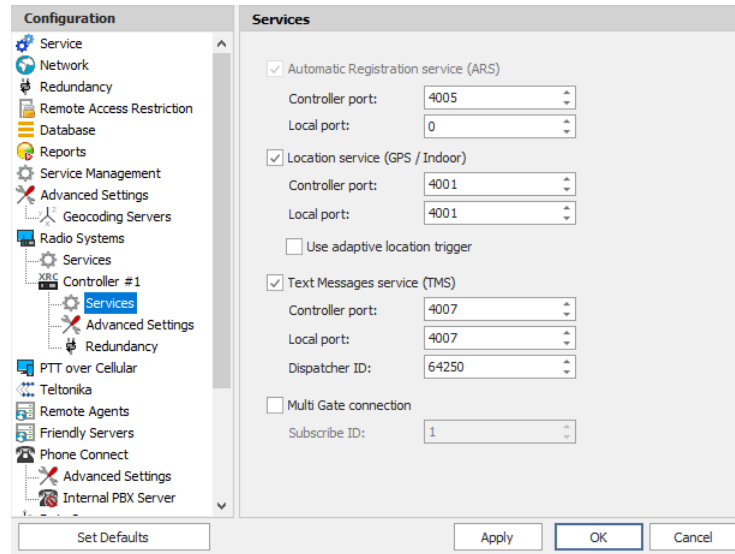 Configuration
Service
Network
Redundancy
Remote Access Restriction
Database
Reports
Service Management
Advanced Settings
Geocoding Servers
Radio Systems
Services
XRC Controller #1
Services
Advanced Settings
Redundancy
PTT over Cellular
Teltonika
Remote Agents
Friendly Servers
Phone Connect
Advanced Settings
Internal PBX Server
Set Defaults
Services
Automatic Registration service (ARS)
Controller port: 4005
Local port: 0
Location service (GPS / Indoor)
Controller port: 4001
Local port: 4001
Use adaptive location trigger
Text Messages service (TMS)
Controller port: 4007
Local port: 4007
Dispatcher ID: 64250
Multi Gate connection
Subscribe ID: 1
Apply OK Cancel